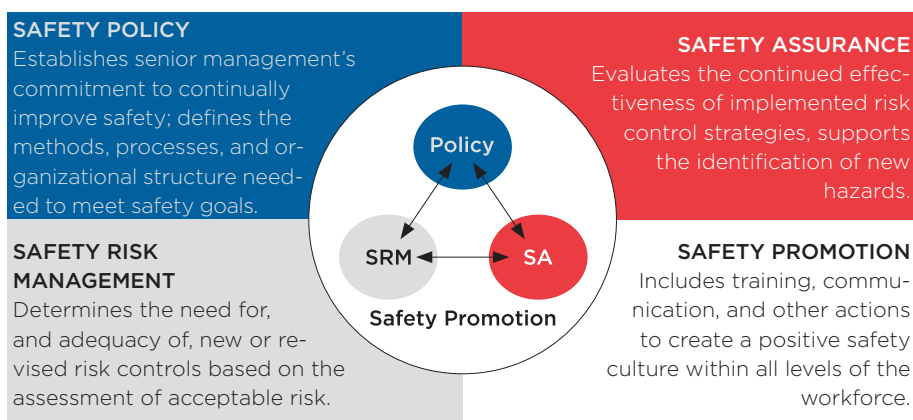 SAFETY POLICY
Establishes senior management’s
commitment to continually
improve safety; defines the
methods, processes, and or-
ganizational structure need-
ed to meet safety goals.
SAFETY ASSURANCE
Evaluates the continued effec-
tiveness of implemented risk
control strategies, supports
the identification of new
hazards.
Policy
SRM
SA
Safety Promotion
SAFETY RISK
MANAGEMENT
Determines the need for,
and adequacy of, new or re-
vised risk controls based on the
assessment of acceptable risk.
SAFETY PROMOTION
Includes training, commu-
nication, and other actions
to create a positive safety
culture within all levels of the
workforce.